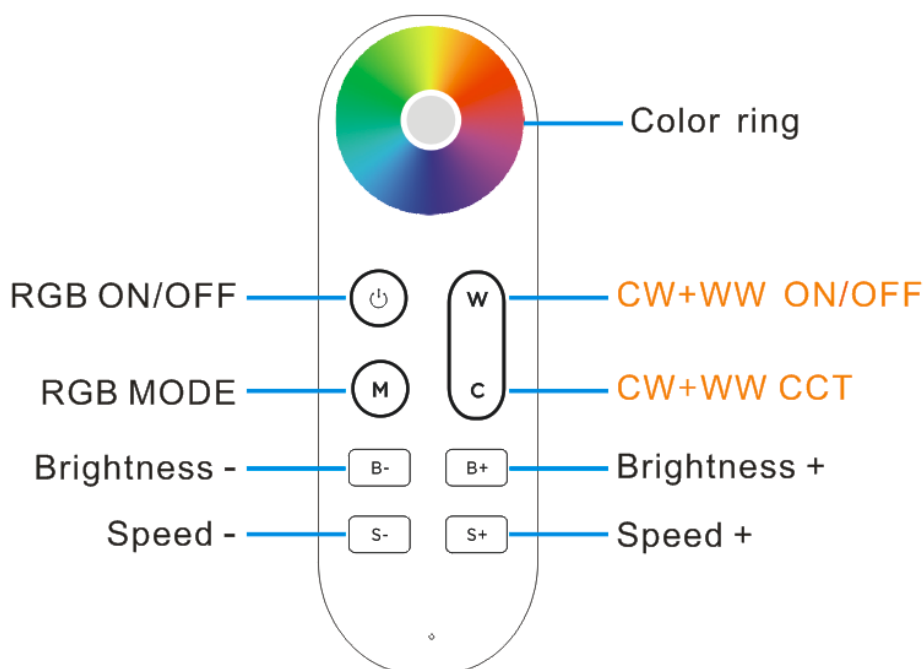 Color ring
RGB ON/OFF
W
CW+WW ON/OFF
RGB MODE
M
C
CW+WW CCT
Brightness -
B-
B+
Brightness +
Speed -
S-
S+
Speed +